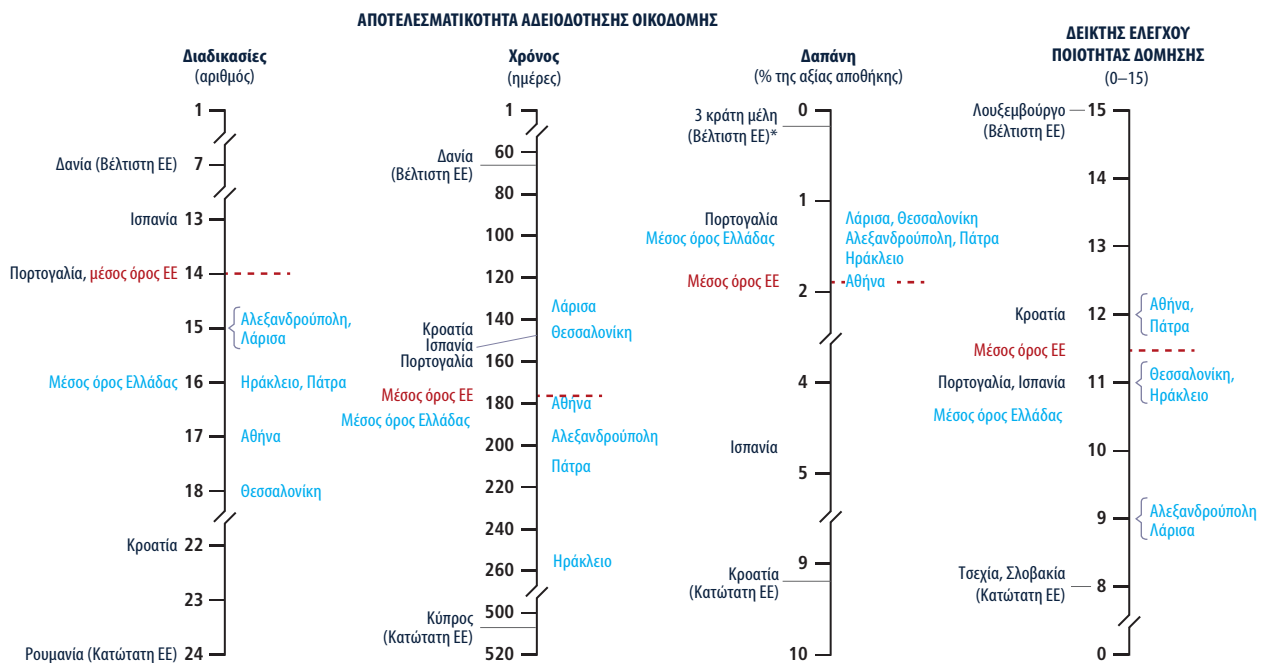 ΑΠΟΤΕΛΕΣΜΑΤΙΚΟΤΗΤΑ ΑΔΕΙΟΔΟΤΗΣΗΣ ΟΙΚΟΔΟΜΗΣ
Διαδικασίες
(αριθμός)
1
Δανία (Βέλτιστη ΕΕ) 7
Ισπανία 13
Πορτογαλία, μέσος όρος ΕΕ 14
15
Αλεξανδρούπολη,
Λάρισα
Μέσος όρος Ελλάδας 16 Ηράκλειο, Πάτρα
17 Αθήνα
18 Θεσσαλονίκη
Κροατία 22
23
Ρουμανία (Κατώτατη ΕΕ) 24
Χρόνος
(ημέρες)
1
60
Δανία
(Βέλτιστη ΕΕ)
80
100
120
Λάρισα
140
Κροατία
Ισπανία
Πορτογαλία
Θεσσαλονίκη
160
Μέσος όρος ΕΕ
180 Αθήνα
Μέσος όρος Ελλάδας
Αλεξανδρούπολη
200
Πάτρα
220
240
Ηράκλειο
260
500
Κύπρος
(Κατώτατη ΕΕ)
520
Δαπάνη
(% της αξίας αποθήκης)
0
3 κράτη μέλη
(Βέλτιστη ΕΕ)*
1
Πορτογαλία
Μέσος όρος Ελλάδας
Λάρισα, Θεσσαλονίκη
Αλεξανδρούπολη, Πάτρα
Ηράκλειο
Μέσος όρος ΕΕ Αθήνα
2
4
Ισπανία
5
9
Κροατία
(Κατώτατη ΕΕ)
10
ΔΕΙΚΤΗΣ ΕΛΕΓΧΟΥ
ΠΟΙΟΤΗΤΑΣ ΔΟΜΗΣΗΣ
(0–15)
Λουξεμβούργο 15
(Βέλτιστη ΕΕ)
14
13
Κροατία 12
Αθήνα,
Πάτρα
Μέσος όρος ΕΕ
Πορτογαλία, Ισπανία 11
Θεσσαλονίκη,
Ηράκλειο
Μέσος όρος Ελλάδας
10
9
Αλεξανδρούπολη
Λάρισα
Τσεχία, Σλοβακία
(Κατώτατη ΕΕ)
8
0